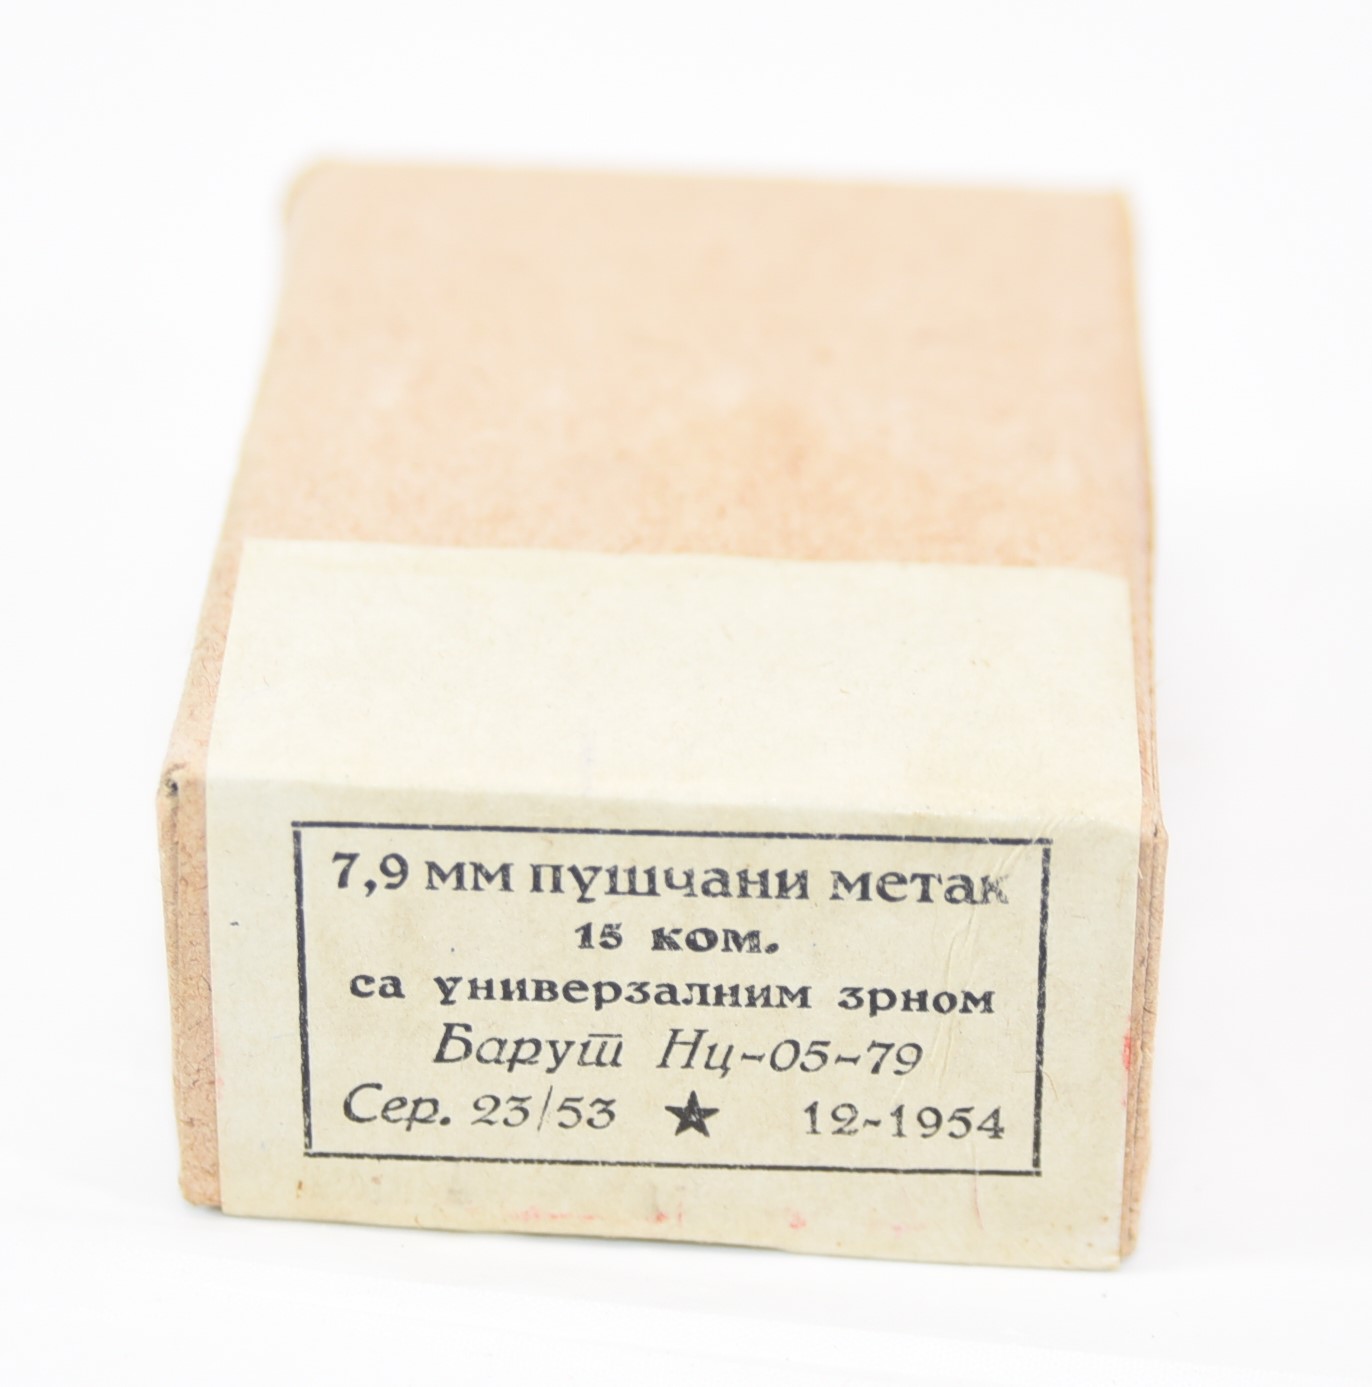 7,9 мм пушчани метак
15 ком.
са универзалним зрном
Барут Нц-05-79
Сер. 23/53 ★ 12-1954